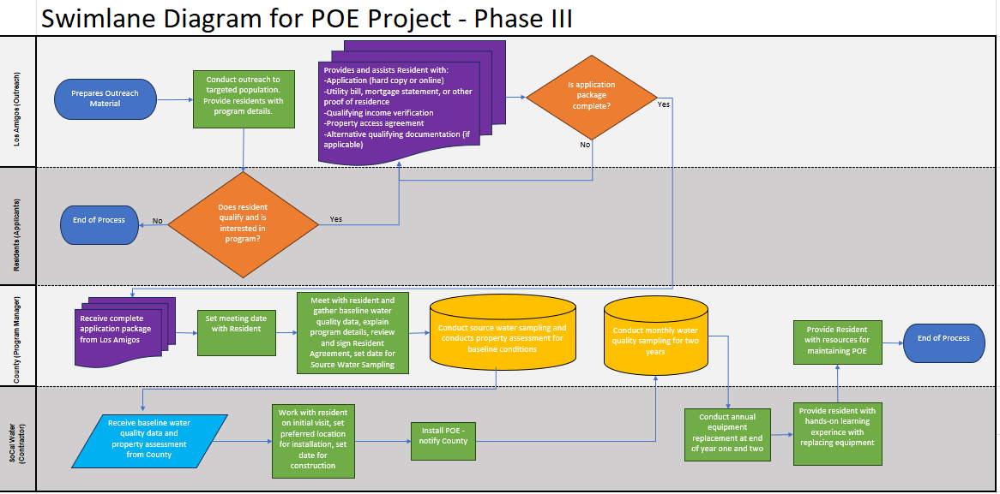 Swimlane Diagram for POE Project - Phase III
Los Amigos (Outreach)
Prepares Outreach
Material
Conduct outreach to
targeted population.
Provide residents with
program details.
Provides and assists Resident with:
-Application (hard copy or online)
-Utility bill, mortgage statement, or other
proof of residence
-Qualifying income verification
-Property access agreement
-Alternative qualifying documentation (if
applicable)
Is application
package
complete?
Yes
No
Residents (Applicants)
End of Process
No
Does resident
qualify and is
interested in
program?
Yes
County (Program Manager)
Receive complete
application package
from Los Amigos
Set meeting date
with Resident
Meet with resident and
gather baseline water
quality data, explain
program details, review
and sign Resident
Agreement, set date for
Source Water Sampling
Conduct source water sampling and
conducts property assessment for
baseline conditions
Conduct monthly water
quality sampling for two
years
Provide Resident
with resources for
maintaining POE
End of Process
SoCal Water
(Contractor)
Receive baseline water
quality data and
property assessment
from County
Work with resident
on initial visit, set
preferred location
for installation, set
date for
construction
Install POE -
notify County
Conduct annual
equipment
replacement at end
of year one and two
Provide resident with
hands-on learning
experince with
replacing equipment